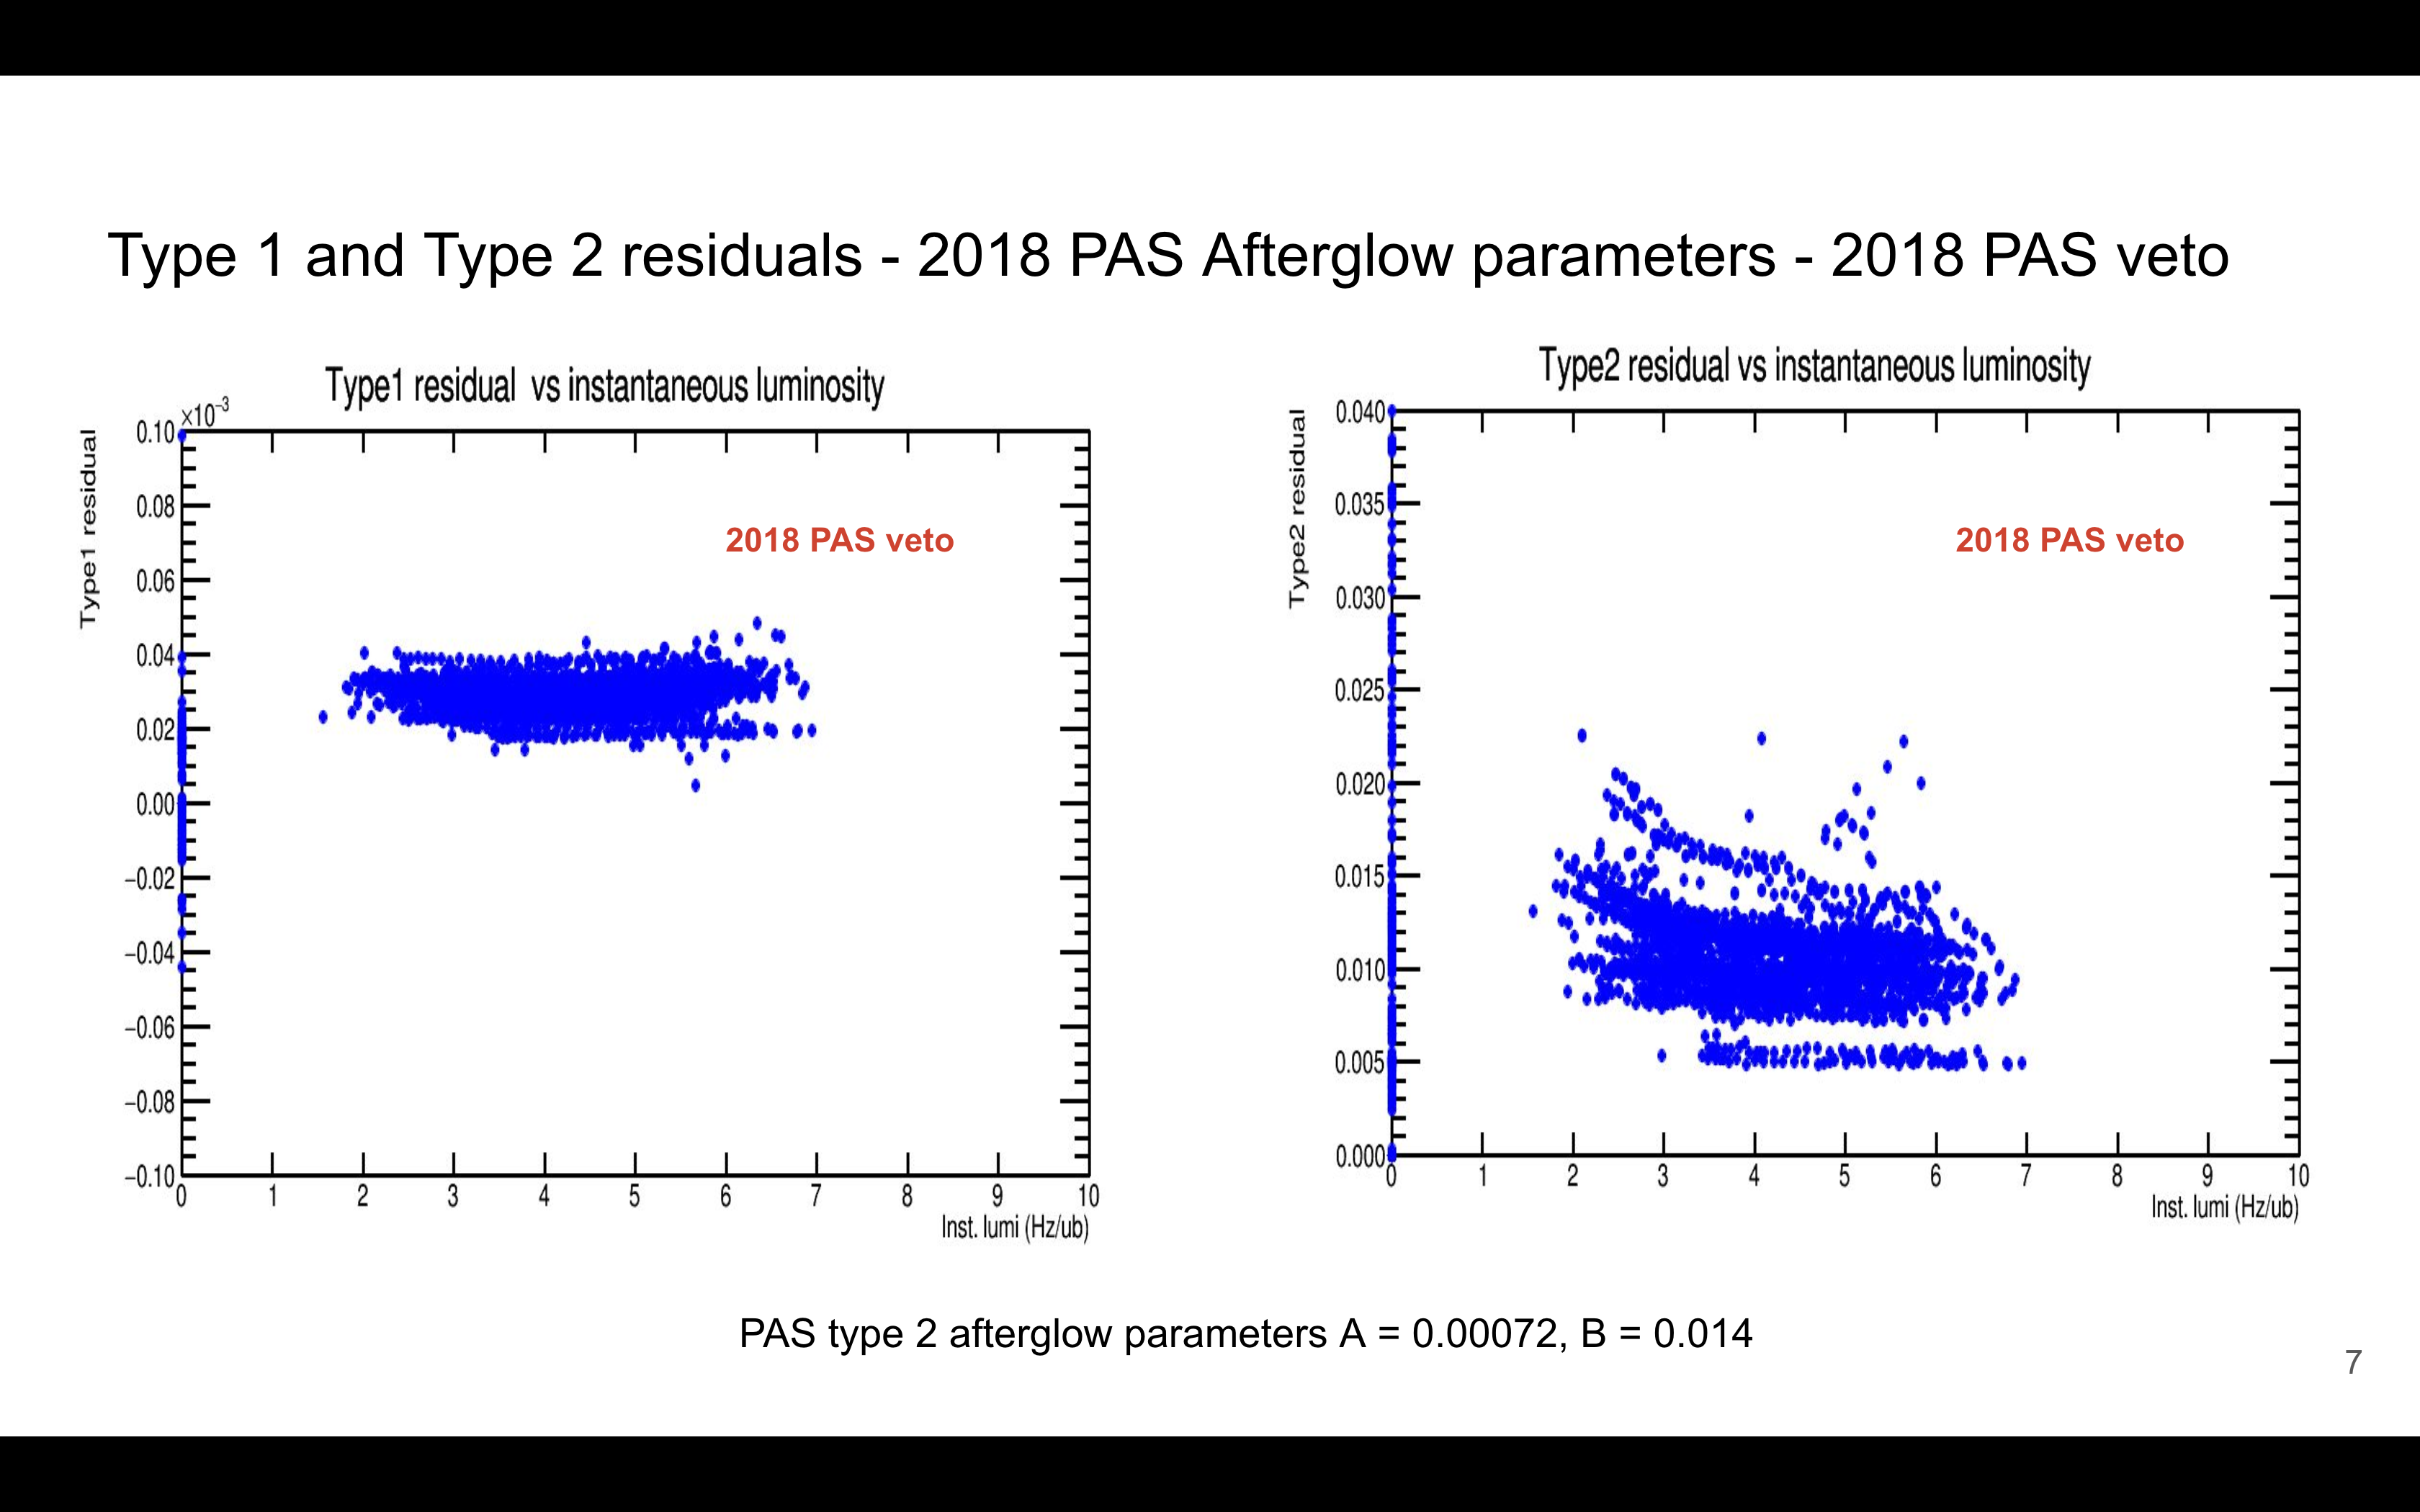 Type 1 and Type 2 residuals - 2018 PAS Afterglow parameters - 2018 PAS veto
Type1 residual vs instantaneous luminosity
×10⁻³
Type1 residual
0.10
0.08
0.06
0.04
0.02
0.00
−0.02
−0.04
−0.06
−0.08
−0.10
2018 PAS veto
0 1 2 3 4 5 6 7 8 9 10
Inst. lumi (Hz/ub)
Type2 residual vs instantaneous luminosity
Type2 residual
0.040
0.035
0.030
0.025
0.020
0.015
0.010
0.005
0.000
2018 PAS veto
0 1 2 3 4 5 6 7 8 9 10
Inst. lumi (Hz/ub)
PAS type 2 afterglow parameters A = 0.00072, B = 0.014
7